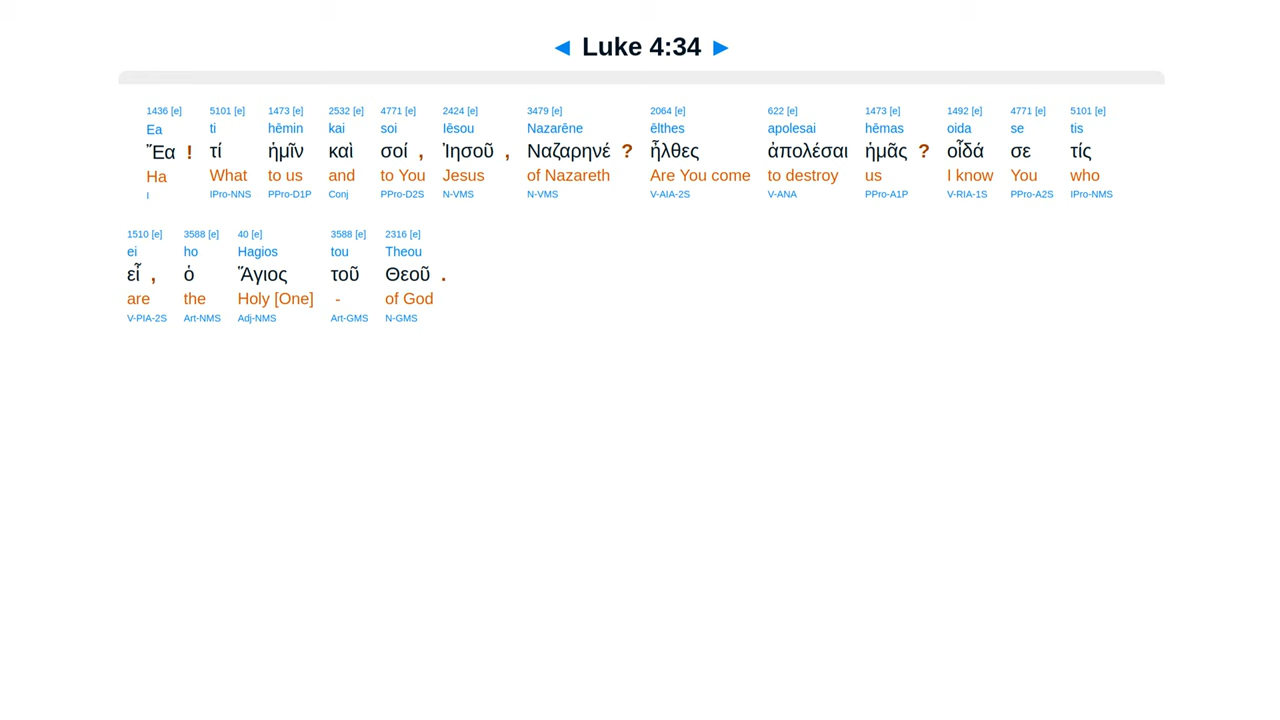 ◄ Luke 4:34 ►
1436 [e] 5101 [e] 1473 [e] 2532 [e] 4771 [e] 2424 [e] 3479 [e] 2064 [e] 622 [e] 1473 [e] 1492 [e] 4771 [e] 5101 [e]
Ea ti hēmin kai soi Iēsou Nazarēne ēlthes apolesai hēmas oida se tis
Ἔα ! τί ἡμῖν καὶ σοί , Ἰησοῦ , Ναζαρηνέ ? ἦλθες ἀπολέσαι ἡμᾶς ? οἶδά σε τίς
Ha What to us and to You Jesus of Nazareth Are You come to destroy us I know You who
I IPro-NNS PPro-D1P Conj PPro-D2S N-VMS N-VMS V-AIA-2S V-ANA PPro-A1P V-RIA-1S PPro-A2S IPro-NMS
1510 [e] 3588 [e] 40 [e] 3588 [e] 2316 [e]
ei ho Hagios tou Theou
εἶ , ὁ Ἅγιος τοῦ Θεοῦ .
are the Holy [One] - of God
V-PIA-2S Art-NMS Adj-NMS Art-GMS N-GMS